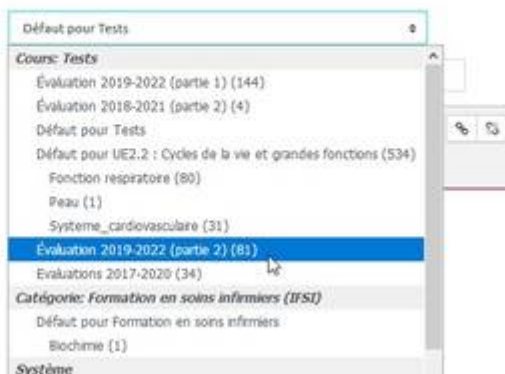 Défaut pour Tests
Cours: Tests
Évaluation 2019-2022 (partie 1) (144)
Évaluation 2018-2021 (partie 2) (4)
Défaut pour Tests
Défaut pour UE2.2 : Cycles de la vie et grandes fonctions (534)
Fonction respiratoire (80)
Peau (1)
Systeme_cardiovasculaire (31)
Évaluation 2019-2022 (partie 2) (81)
Evaluations 2017-2020 (34)
Catégorie: Formation en soins infirmiers (IFSI)
Défaut pour Formation en soins infirmiers
Biochimie (1)
Système